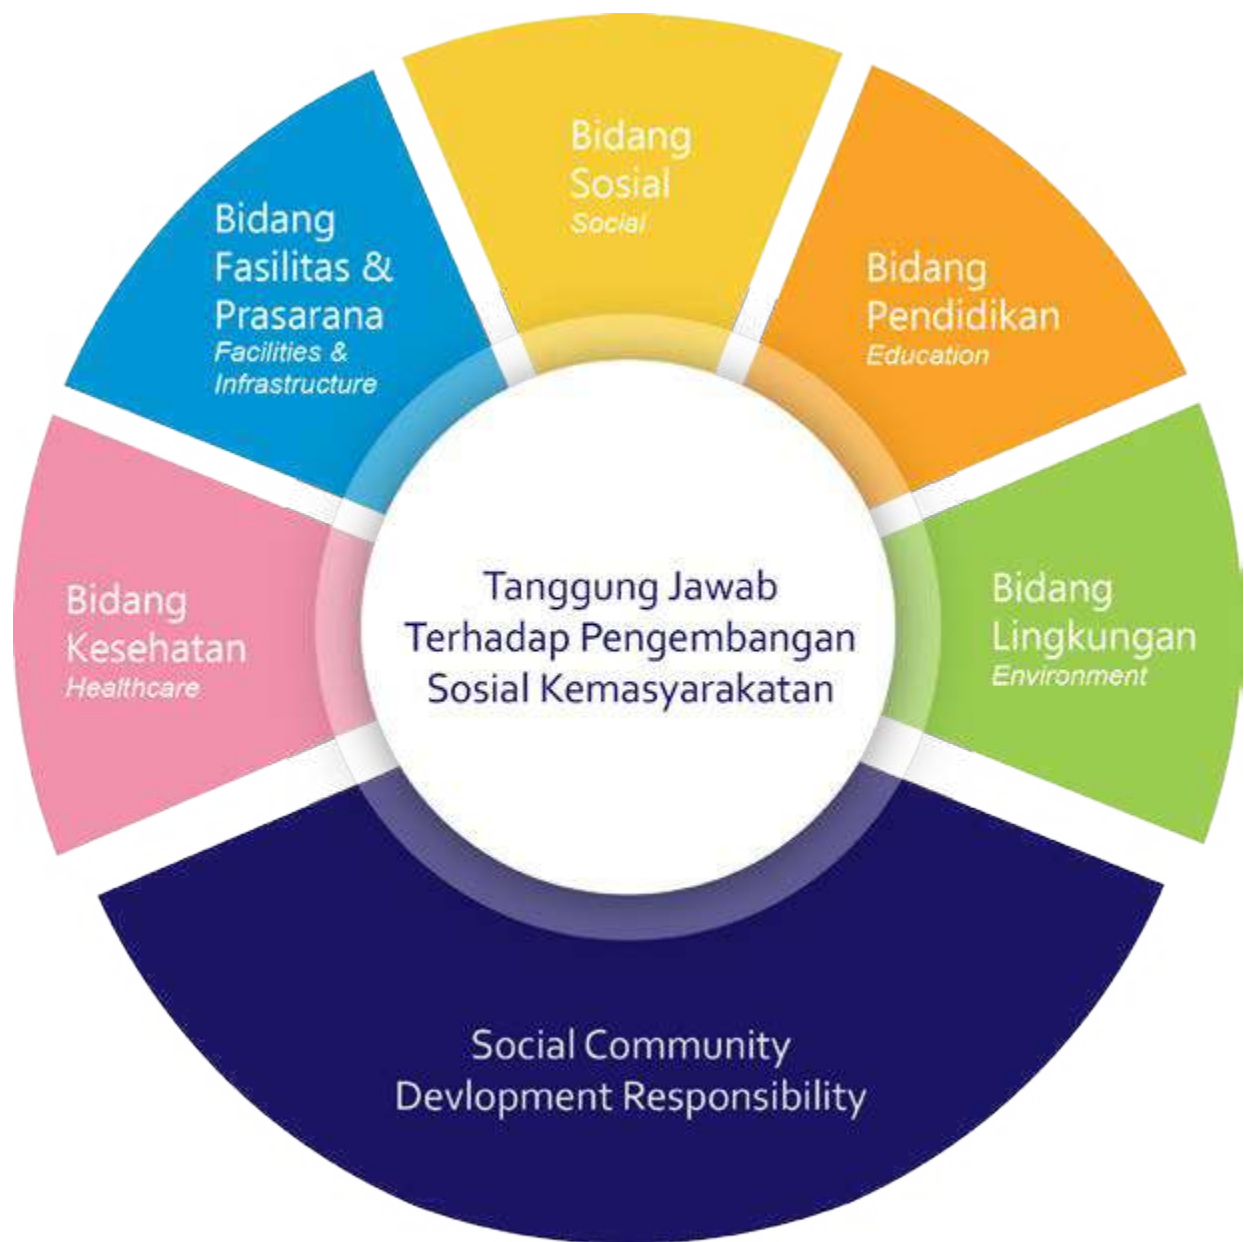 Bidang
Sosial
Social
Bidang
Fasilitas &
Prasarana
Facilities &
Infrastructure
Bidang
Pendidikan
Education
Bidang
Kesehatan
Healthcare
Tanggung Jawab
Terhadap Pengembangan
Sosial Kemasyarakatan
Bidang
Lingkungan
Environment
Social Community
Devlopment Responsibility